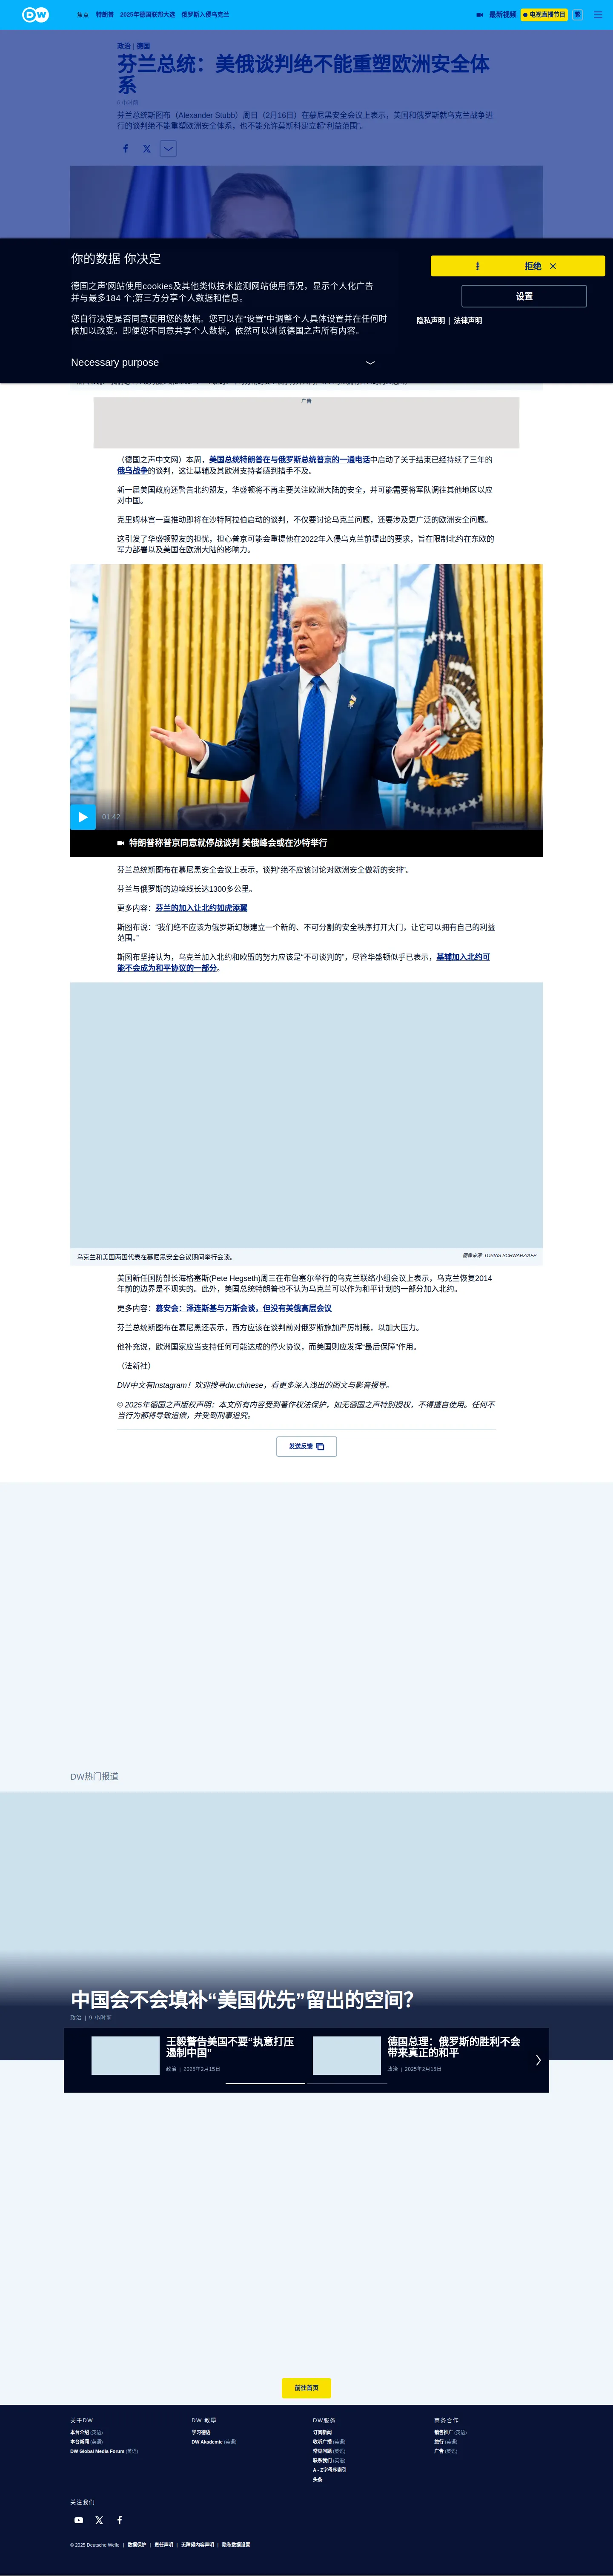 DW
焦点 特朗普 2025年德国联邦大选 俄罗斯入侵乌克兰 最新视频 电视直播节目 繁
政治 | 德国
芬兰总统：美俄谈判绝不能重塑欧洲安全体
系
9 小时前
芬兰总统斯图布（Alexander Stubb）周日（2月16日）在慕尼黑安全会议上表示，美国和俄罗斯就乌克兰战争进
行的谈判绝不能重塑欧洲安全体系，也不能允许莫斯科建立起“利益范围”。
你的数据 你决定
德国之声'网站使用cookies及其他类似技术监测网站使用情况，显示个人化广告
并与最多184 个;第三方分享个人数据和信息。
您自行决定是否同意使用您的数据。您可以在“设置”中调整个人具体设置并在任何时
候加以改变。即便您不同意共享个人数据，依然可以浏览德国之声所有内容。
Necessary purpose
拒绝
设置
隐私声明 | 法律声明
广告
（德国之声中文网）本周，美国总统特朗普在与俄罗斯总统普京的一通电话中启动了关于结束已经持续了三年的
俄乌战争的谈判，这让基辅及其欧洲支持者感到措手不及。
新一届美国政府还警告北约盟友，华盛顿将不再主要关注欧洲大陆的安全，并可能需要将军队调往其他地区以应
对中国。
克里姆林宫一直推动即将在沙特阿拉伯启动的谈判，不仅要讨论乌克兰问题，还要涉及更广泛的欧洲安全问题。
这引发了华盛顿盟友的担忧，担心普京可能会重提他在2022年入侵乌克兰前提出的要求，旨在限制北约在东欧的
军力部署以及美国在欧洲大陆的影响力。
01:42
特朗普称普京同意就停战谈判 美俄峰会或在沙特举行
芬兰总统斯图布在慕尼黑安全会议上表示，谈判“绝不应该讨论对欧洲安全做新的安排”。
芬兰与俄罗斯的边境线长达1300多公里。
更多内容：芬兰的加入让北约如虎添翼
斯图布说：“我们绝不应该为俄罗斯幻想建立一个新的、不可分割的安全秩序打开大门，让它可以拥有自己的利益
范围。”
斯图布坚持认为，乌克兰加入北约和欧盟的努力应该是“不可谈判的”，尽管华盛顿似乎已表示，基辅加入北约可
能不会成为和平协议的一部分。
乌克兰和美国两国代表在慕尼黑安全会议期间举行会谈。 图像来源: TOBIAS SCHWARZ/AFP
美国新任国防部长海格塞斯(Pete Hegseth)周三在布鲁塞尔举行的乌克兰联络小组会议上表示，乌克兰恢复2014
年前的边界是不现实的。此外，美国总统特朗普也不认为乌克兰可以作为和平计划的一部分加入北约。
更多内容：慕安会：泽连斯基与万斯会谈，但没有美俄高层会议
芬兰总统斯图布在慕尼黑还表示，西方应该在谈判前对俄罗斯施加严厉制裁，以加大压力。
他补充说，欧洲国家应当支持任何可能达成的停火协议，而美国则应发挥“最后保障”作用。
（法新社）
DW中文有Instagram！欢迎搜寻dw.chinese，看更多深入浅出的图文与影音报导。
© 2025年德国之声版权声明：本文所有内容受到著作权法保护，如无德国之声特别授权，不得擅自使用。任何不
当行为都将导致追偿，并受到刑事追究。
发送反馈
DW热门报道
中国会不会填补“美国优先”留出的空间？
政治 | 9 小时前
王毅警告美国不要“执意打压
遏制中国”
政治 | 2025年2月15日
德国总理：俄罗斯的胜利不会
带来真正的和平
政治 | 2025年2月15日
前往首页
关于DW
本台介绍 (英语)
本台新闻 (英语)
DW Global Media Forum (英语)
DW 教學
学习德语
DW Akademie (英语)
DW服务
订阅新闻
收听广播 (英语)
常见问题 (英语)
联系我们 (英语)
A - Z字母序索引
头条
商务合作
销售推广 (英语)
旅行 (英语)
广告 (英语)
关注我们
© 2025 Deutsche Welle | 数据保护 | 责任声明 | 无障碍内容声明 | 隐私数据设置